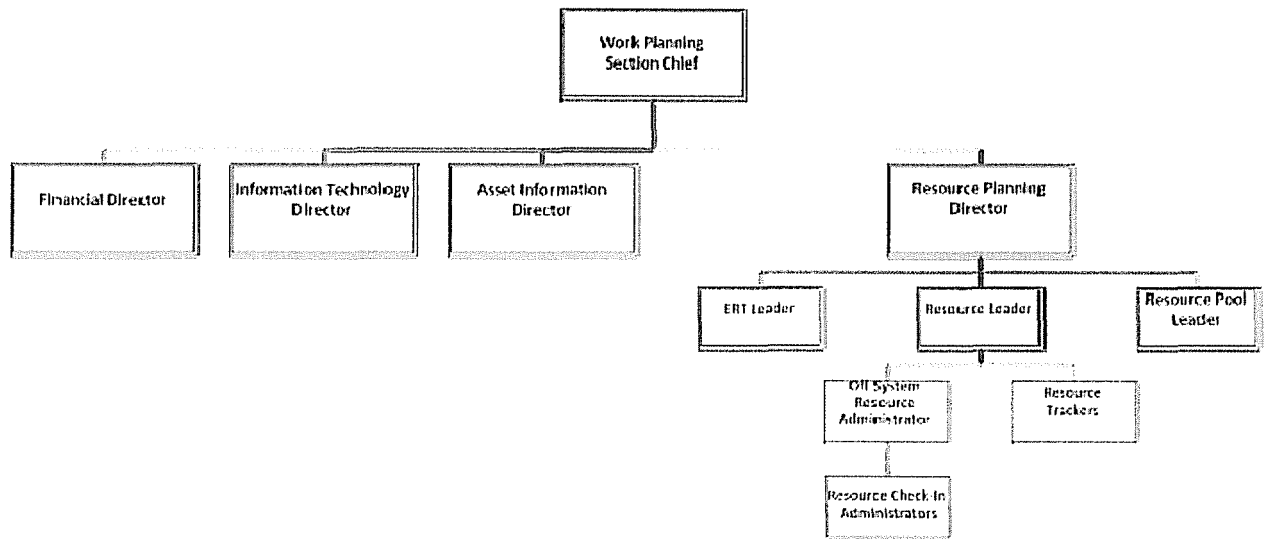 Work Planning
Section Chief
Financial Director
Information Technology
Director
Asset Information
Director
Resource Planning
Director
ERT Leader
Resource Leader
Resource Pool
Leader
Off System
Resource
Administrator
Resource
Trackers
Resource Check-In
Administrators